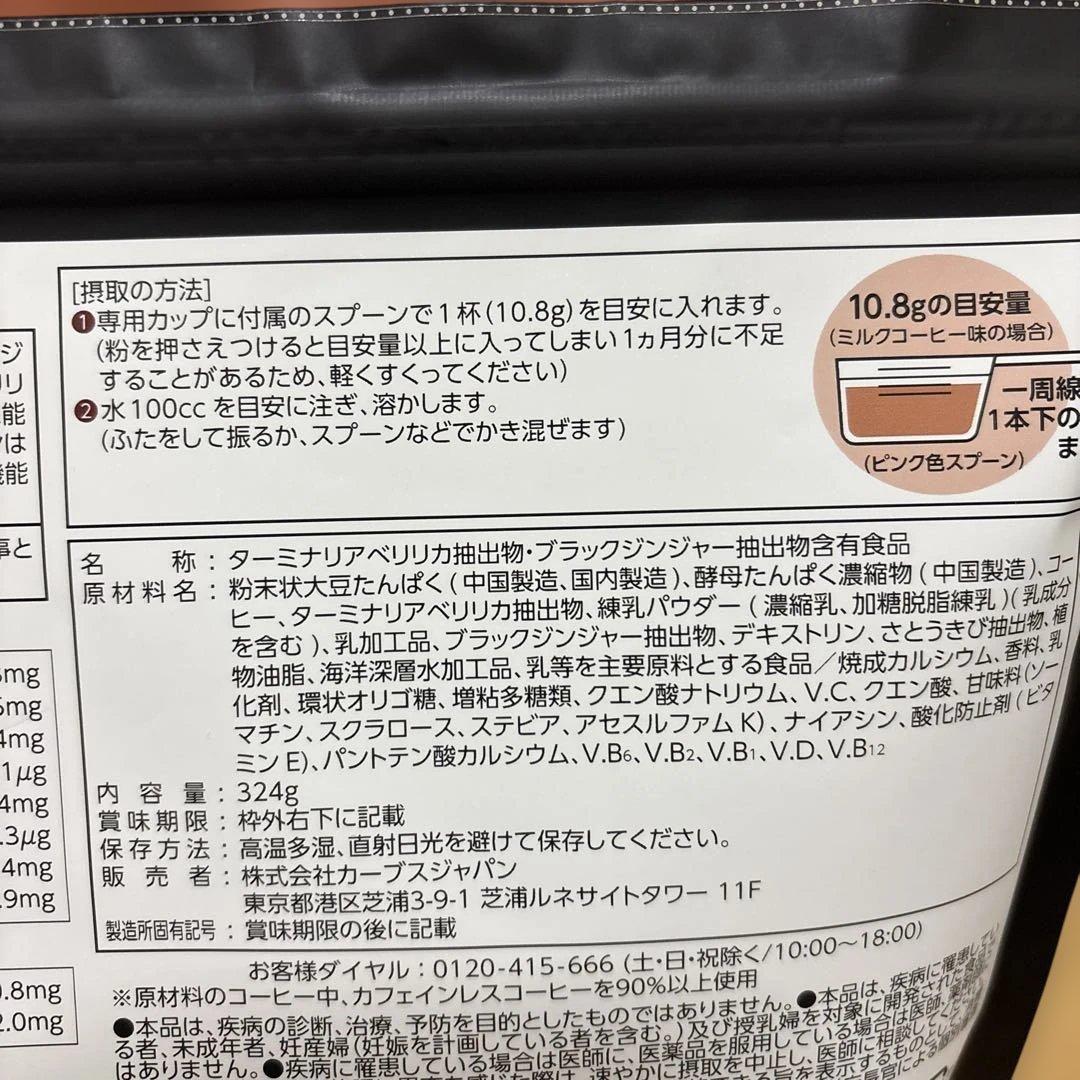 [摂取の方法]
❶専用カップに付属のスプーンで1杯(10.8g)を目安に入れます。
(粉を押さえつけると目安量以上に入ってしまい1ヵ月分に不足
することがあるため、軽くすくってください)
❷水100ccを目安に注ぎ、溶かします。
(ふたをして振るか、スプーンなどでかき混ぜます)
10.8gの目安量
(ミルクコーヒー味の場合)
一周線
1本下の
ま
(ピンク色スプーン)
ジ
リ
能
は
機能
事と
名称：ターミナリアベリリカ抽出物・ブラックジンジャー抽出物含有食品
原材料名：粉末状大豆たんぱく(中国製造、国内製造)、酵母たんぱく濃縮物(中国製造)、コー
ヒー、ターミナリアベリリカ抽出物、練乳パウダー(濃縮乳、加糖脱脂練乳)(乳成分
を含む)、乳加工品、ブラックジンジャー抽出物、デキストリン、さとうきび抽出物、植
物油脂、海洋深層水加工品、乳等を主要原料とする食品／焼成カルシウム、香料、乳
化剤、環状オリゴ糖、増粘多糖類、クエン酸ナトリウム、V.C、クエン酸、甘味料(ソー
マチン、スクラロース、ステビア、アセスルファムK)、ナイアシン、酸化防止剤(ビタ
ミンE)、パントテン酸カルシウム、V.B6、V.B2、V.B1、V.D、V.B12
内容量：324g
賞味期限：枠外右下に記載
保存方法：高温多湿、直射日光を避けて保存してください。
販売者：株式会社カーブスジャパン
東京都港区芝浦3-9-1 芝浦ルネサイトタワー 11F
製造所固有記号：賞味期限の後に記載
mg
mg
4mg
1μg
4mg
.3μg
4mg
.9mg
0.8mg
2.0mg
お客様ダイヤル：0120-415-666 (土・日・祝除く/10:00～18:00)
※原材料のコーヒー中、カフェインレスコーヒーを90%以上使用
●本品は、疾病の診断、治療、予防を目的としたものではありません。●本品は、疾病に罹患してい
る者、未成年者、妊産婦(妊娠を計画している者を含む。)及び授乳婦を対象に開発された食品で
はありません。●疾病に罹患している場合は医師に、医薬品を服用している場合は医師、薬剤師に
速やかに摂取を中止し、医師に相談してくだ